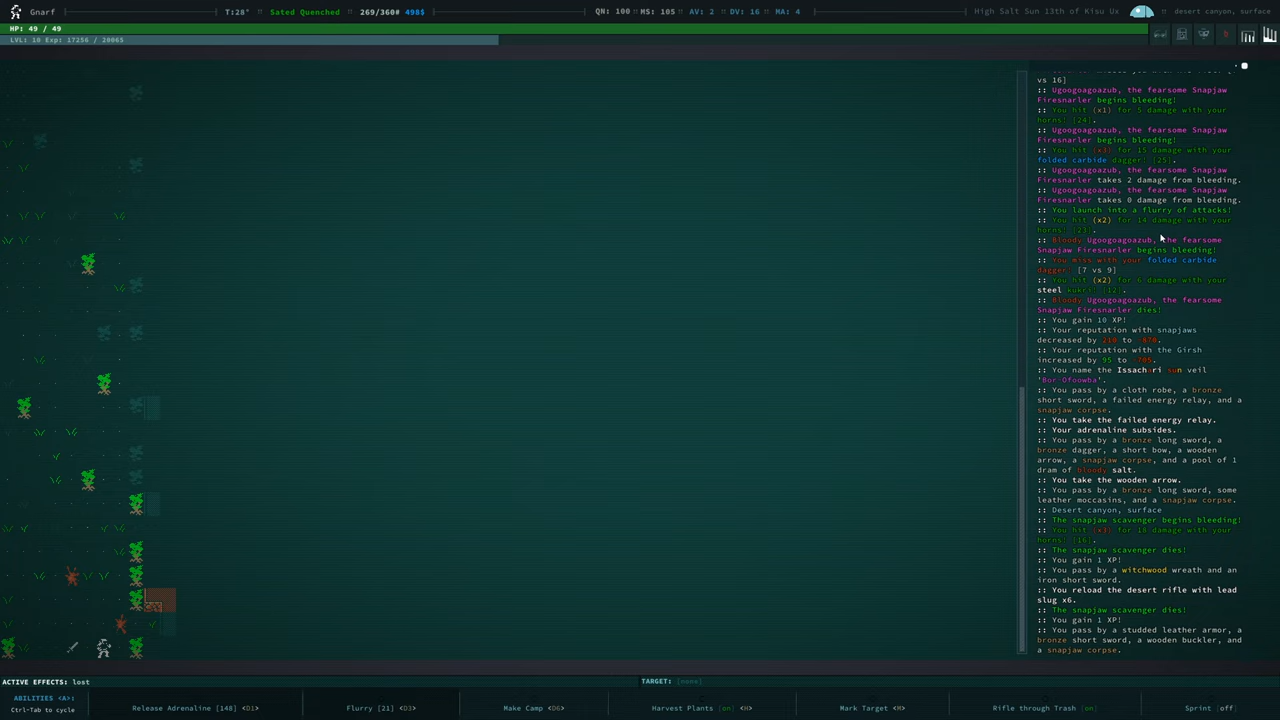 Gnarf T:28° Sated Quenched 269/360# 498$ QN: 100 MS: 105 AV: 2 DV: 16 MA: 4 High Salt Sun 13th of Kisu Ux desert canyon, surface
HP: 49 / 49
LVL: 10 Exp: 17256 / 20065
vs 16]
:: Ugoogoagoazub, the fearsome Snapjaw
Firesnarler begins bleeding!
:: You hit (x1) for 5 damage with your
horns! [24].
:: Ugoogoagoazub, the fearsome Snapjaw
Firesnarler begins bleeding!
:: You hit (x3) for 15 damage with your
folded carbide dagger! [25].
:: Ugoogoagoazub, the fearsome Snapjaw
Firesnarler takes 2 damage from bleeding.
:: Ugoogoagoazub, the fearsome Snapjaw
Firesnarler takes 0 damage from bleeding.
:: You launch into a flurry of attacks!
:: You hit (x2) for 14 damage with your
horns! [23].
:: Bloody Ugoogoagoazub, the fearsome
Snapjaw Firesnarler begins bleeding!
:: You miss with your folded carbide
dagger! [7 vs 9]
:: You hit (x2) for 6 damage with your
steel kukri! [12].
:: Bloody Ugoogoagoazub, the fearsome
Snapjaw Firesnarler dies!
:: You gain 10 XP!
:: Your reputation with snapjaws
decreased by 210 to -870.
:: Your reputation with the Girsh
increased by 95 to -705.
:: You name the Issachari sun veil
'Bor-Ofoowba'.
:: You pass by a cloth robe, a bronze
short sword, a failed energy relay, and a
snapjaw corpse.
:: You take the failed energy relay.
:: Your adrenaline subsides.
:: You pass by a bronze long sword, a
bronze dagger, a short bow, a wooden
arrow, a snapjaw corpse, and a pool of 1
dram of bloody salt.
:: You take the wooden arrow.
:: You pass by a bronze long sword, some
leather moccasins, and a snapjaw corpse.
:: Desert canyon, surface
:: The snapjaw scavenger begins bleeding!
:: You hit (x3) for 18 damage with your
horns! [16].
:: The snapjaw scavenger dies!
:: You gain 1 XP!
:: You pass by a witchwood wreath and an
iron short sword.
:: You reload the desert rifle with lead
slug x6.
:: The snapjaw scavenger dies!
:: You gain 1 XP!
:: You pass by a studded leather armor, a
bronze short sword, a wooden buckler, and
a snapjaw corpse.
ACTIVE EFFECTS: lost TARGET: [none]
ABILITIES <A>:
Ctrl-Tab to cycle
Release Adrenaline [148] <D1> Flurry [21] <D3> Make Camp <D6> Harvest Plants [on] <H> Mark Target <M> Rifle through Trash [on] Sprint [off]